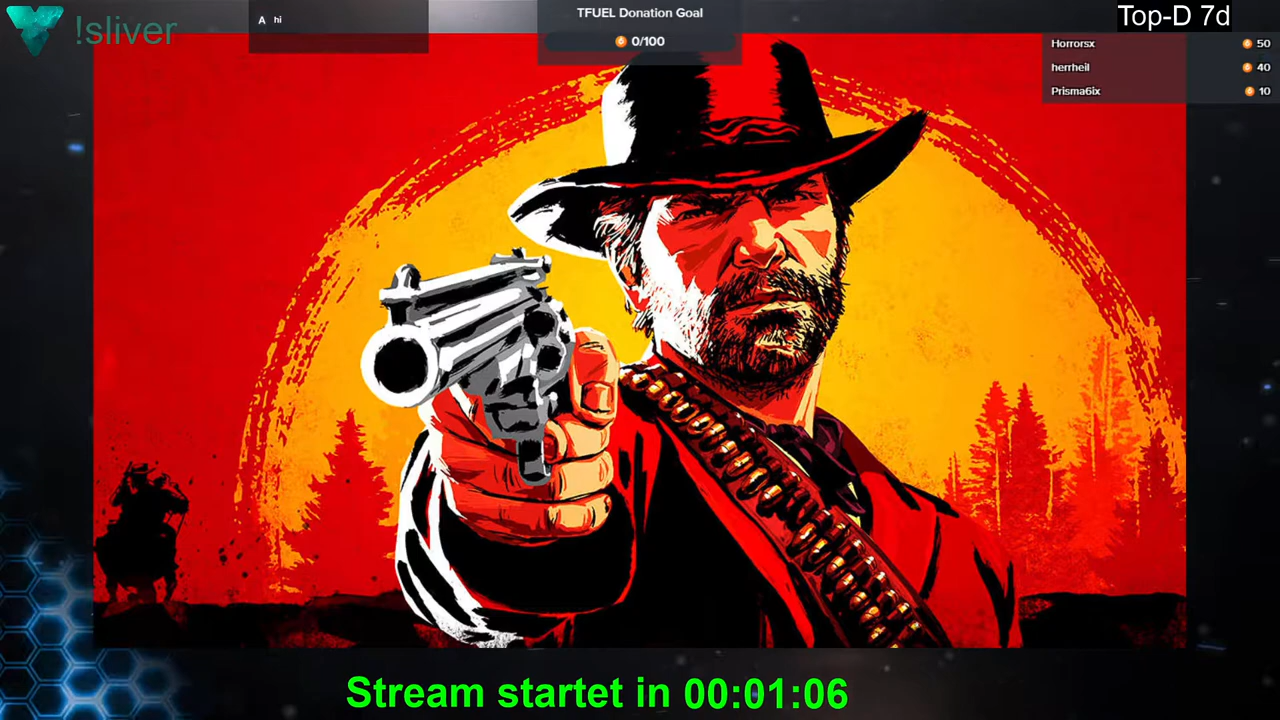 !sliver
A hi
TFUEL Donation Goal
0/100
Top-D 7d
Horrorsx 50
herrheil 40
Prisma6ix 10
Stream startet in 00:01:06